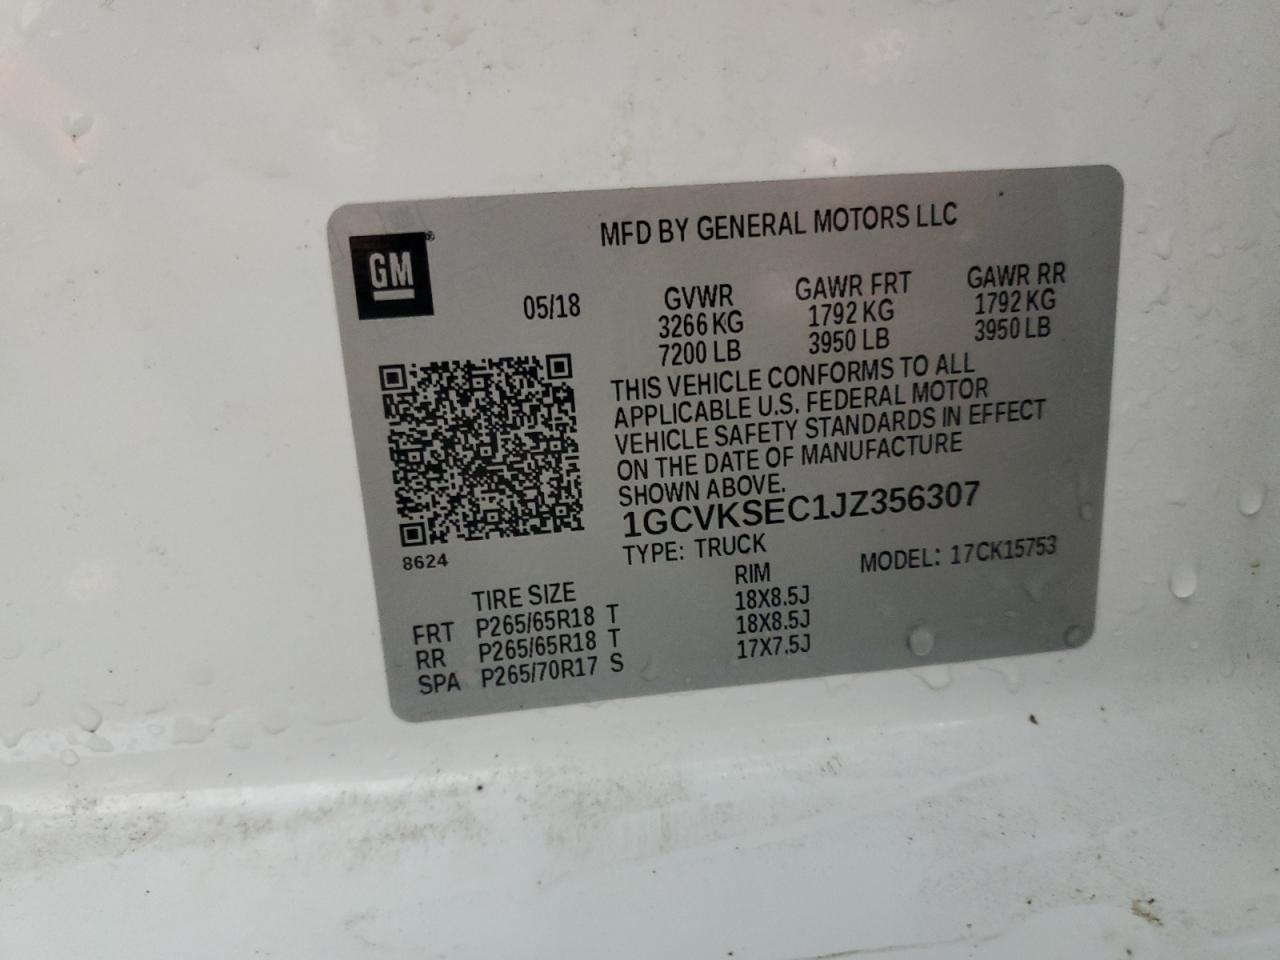 MFD BY GENERAL MOTORS LLC
GM®
05/18
GVWR GAWR FRT GAWR RR
3266 KG 1792 KG 1792 KG
7200 LB 3950 LB 3950 LB
THIS VEHICLE CONFORMS TO ALL
APPLICABLE U.S. FEDERAL MOTOR
VEHICLE SAFETY STANDARDS IN EFFECT
ON THE DATE OF MANUFACTURE
SHOWN ABOVE.
1GCVKSEC1JZ356307
8624
TYPE: TRUCK MODEL: 17CK15753
TIRE SIZE RIM
FRT P265/65R18 T 18X8.5J
RR P265/65R18 T 18X8.5J
SPA P265/70R17 S 17X7.5J